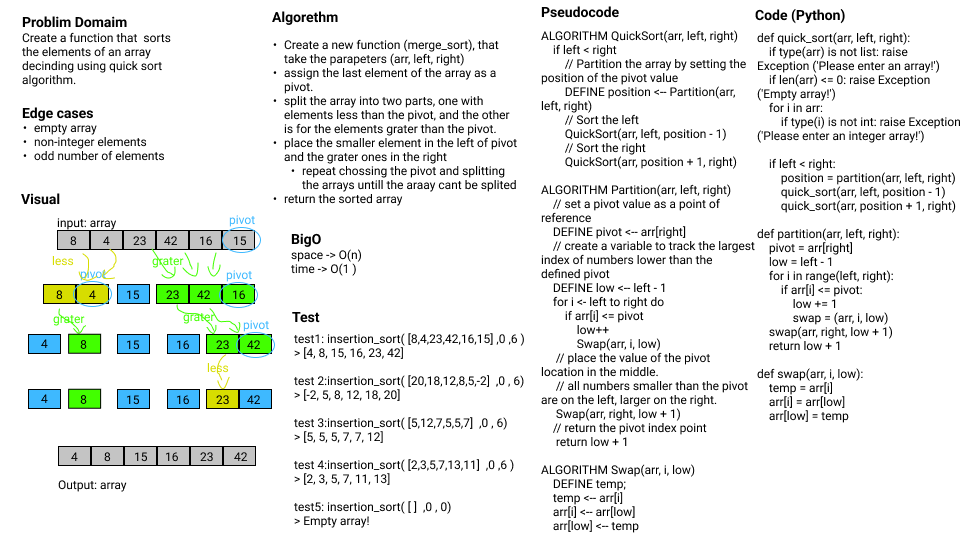 Problim Domaim
Create a function that  sorts
the elements of an array
decinding using quick sort
algorithm.
Edge cases
• empty array
• non-integer elements
• odd number of elements
Visual
input: array
pivot
8 4 23 42 16 15
less
pivot
grater
pivot
8 4 15 23 42 16
grater
grater
pivot
4 8 15 16 23 42
less
4 8 15 16 23 42
4 8 15 16 23 42
Output: array
Algorethm
• Create a new function (merge_sort), that
take the parapeters (arr, left, right)
• assign the last element of the array as a
pivot.
• split the array into two parts, one with
elements less than the pivot, and the other
is for the elements grater than the pivot.
• place the smaller element in the left of pivot
and the grater ones in the right
• repeat chossing the pivot and splitting
the arrays untill the araay cant be splited
• return the sorted array
BigO
space -> O(n)
time -> O(1 )
Test
test1: insertion_sort( [8,4,23,42,16,15] ,0 ,6 )
> [4, 8, 15, 16, 23, 42]
test 2:insertion_sort( [20,18,12,8,5,-2]  ,0 , 6)
> [-2, 5, 8, 12, 18, 20]
test 3:insertion_sort( [5,12,7,5,5,7]  ,0 , 6 )
> [5, 5, 5, 7, 7, 12]
test 4:insertion_sort( [2,3,5,7,13,11]  ,0 ,6 )
> [2, 3, 5, 7, 11, 13]
test5: insertion_sort( [ ]  ,0 , 0)
> Empty array!
Pseudocode
ALGORITHM QuickSort(arr, left, right)
if left < right
// Partition the array by setting the
position of the pivot value
DEFINE position <-- Partition(arr,
left, right)
// Sort the left
QuickSort(arr, left, position - 1)
// Sort the right
QuickSort(arr, position + 1, right)
ALGORITHM Partition(arr, left, right)
// set a pivot value as a point of
reference
DEFINE pivot <-- arr[right]
// create a variable to track the largest
index of numbers lower than the
defined pivot
DEFINE low <-- left - 1
for i <- left to right do
if arr[i] <= pivot
low++
Swap(arr, i, low)
// place the value of the pivot
location in the middle.
// all numbers smaller than the pivot
are on the left, larger on the right.
Swap(arr, right, low + 1)
// return the pivot index point
return low + 1
ALGORITHM Swap(arr, i, low)
DEFINE temp;
temp <-- arr[i]
arr[i] <-- arr[low]
arr[low] <-- temp
Code (Python)
def quick_sort(arr, left, right):
if type(arr) is not list: raise
Exception ('Please enter an array!')
if len(arr) <= 0: raise Exception
('Empty array!')
for i in arr:
if type(i) is not int: raise Exception
('Please enter an integer array!')
if left < right:
position = partition(arr, left, right)
quick_sort(arr, left, position - 1)
quick_sort(arr, position + 1, right)
def partition(arr, left, right):
pivot = arr[right]
low = left - 1
for i in range(left, right):
if arr[i] <= pivot:
low += 1
swap = (arr, i, low)
swap(arr, right, low + 1)
return low + 1
def swap(arr, i, low):
temp = arr[i]
arr[i] = arr[low]
arr[low] = temp